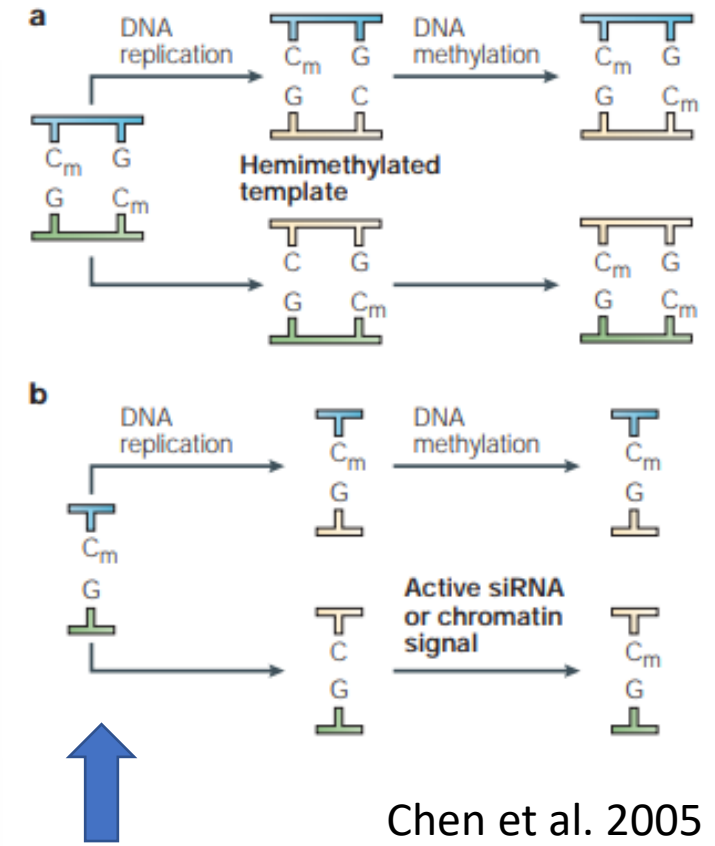 a
DNA
replication
DNA
methylation
Cm G
G C
Cm G
G Cm
Cm G
G Cm
Hemimethylated
template
C G
G Cm
Cm G
G Cm
b
DNA
replication
DNA
methylation
Cm
G
Cm
G
Cm
G
Active siRNA
or chromatin
signal
C
G
Cm
G
Chen et al. 2005